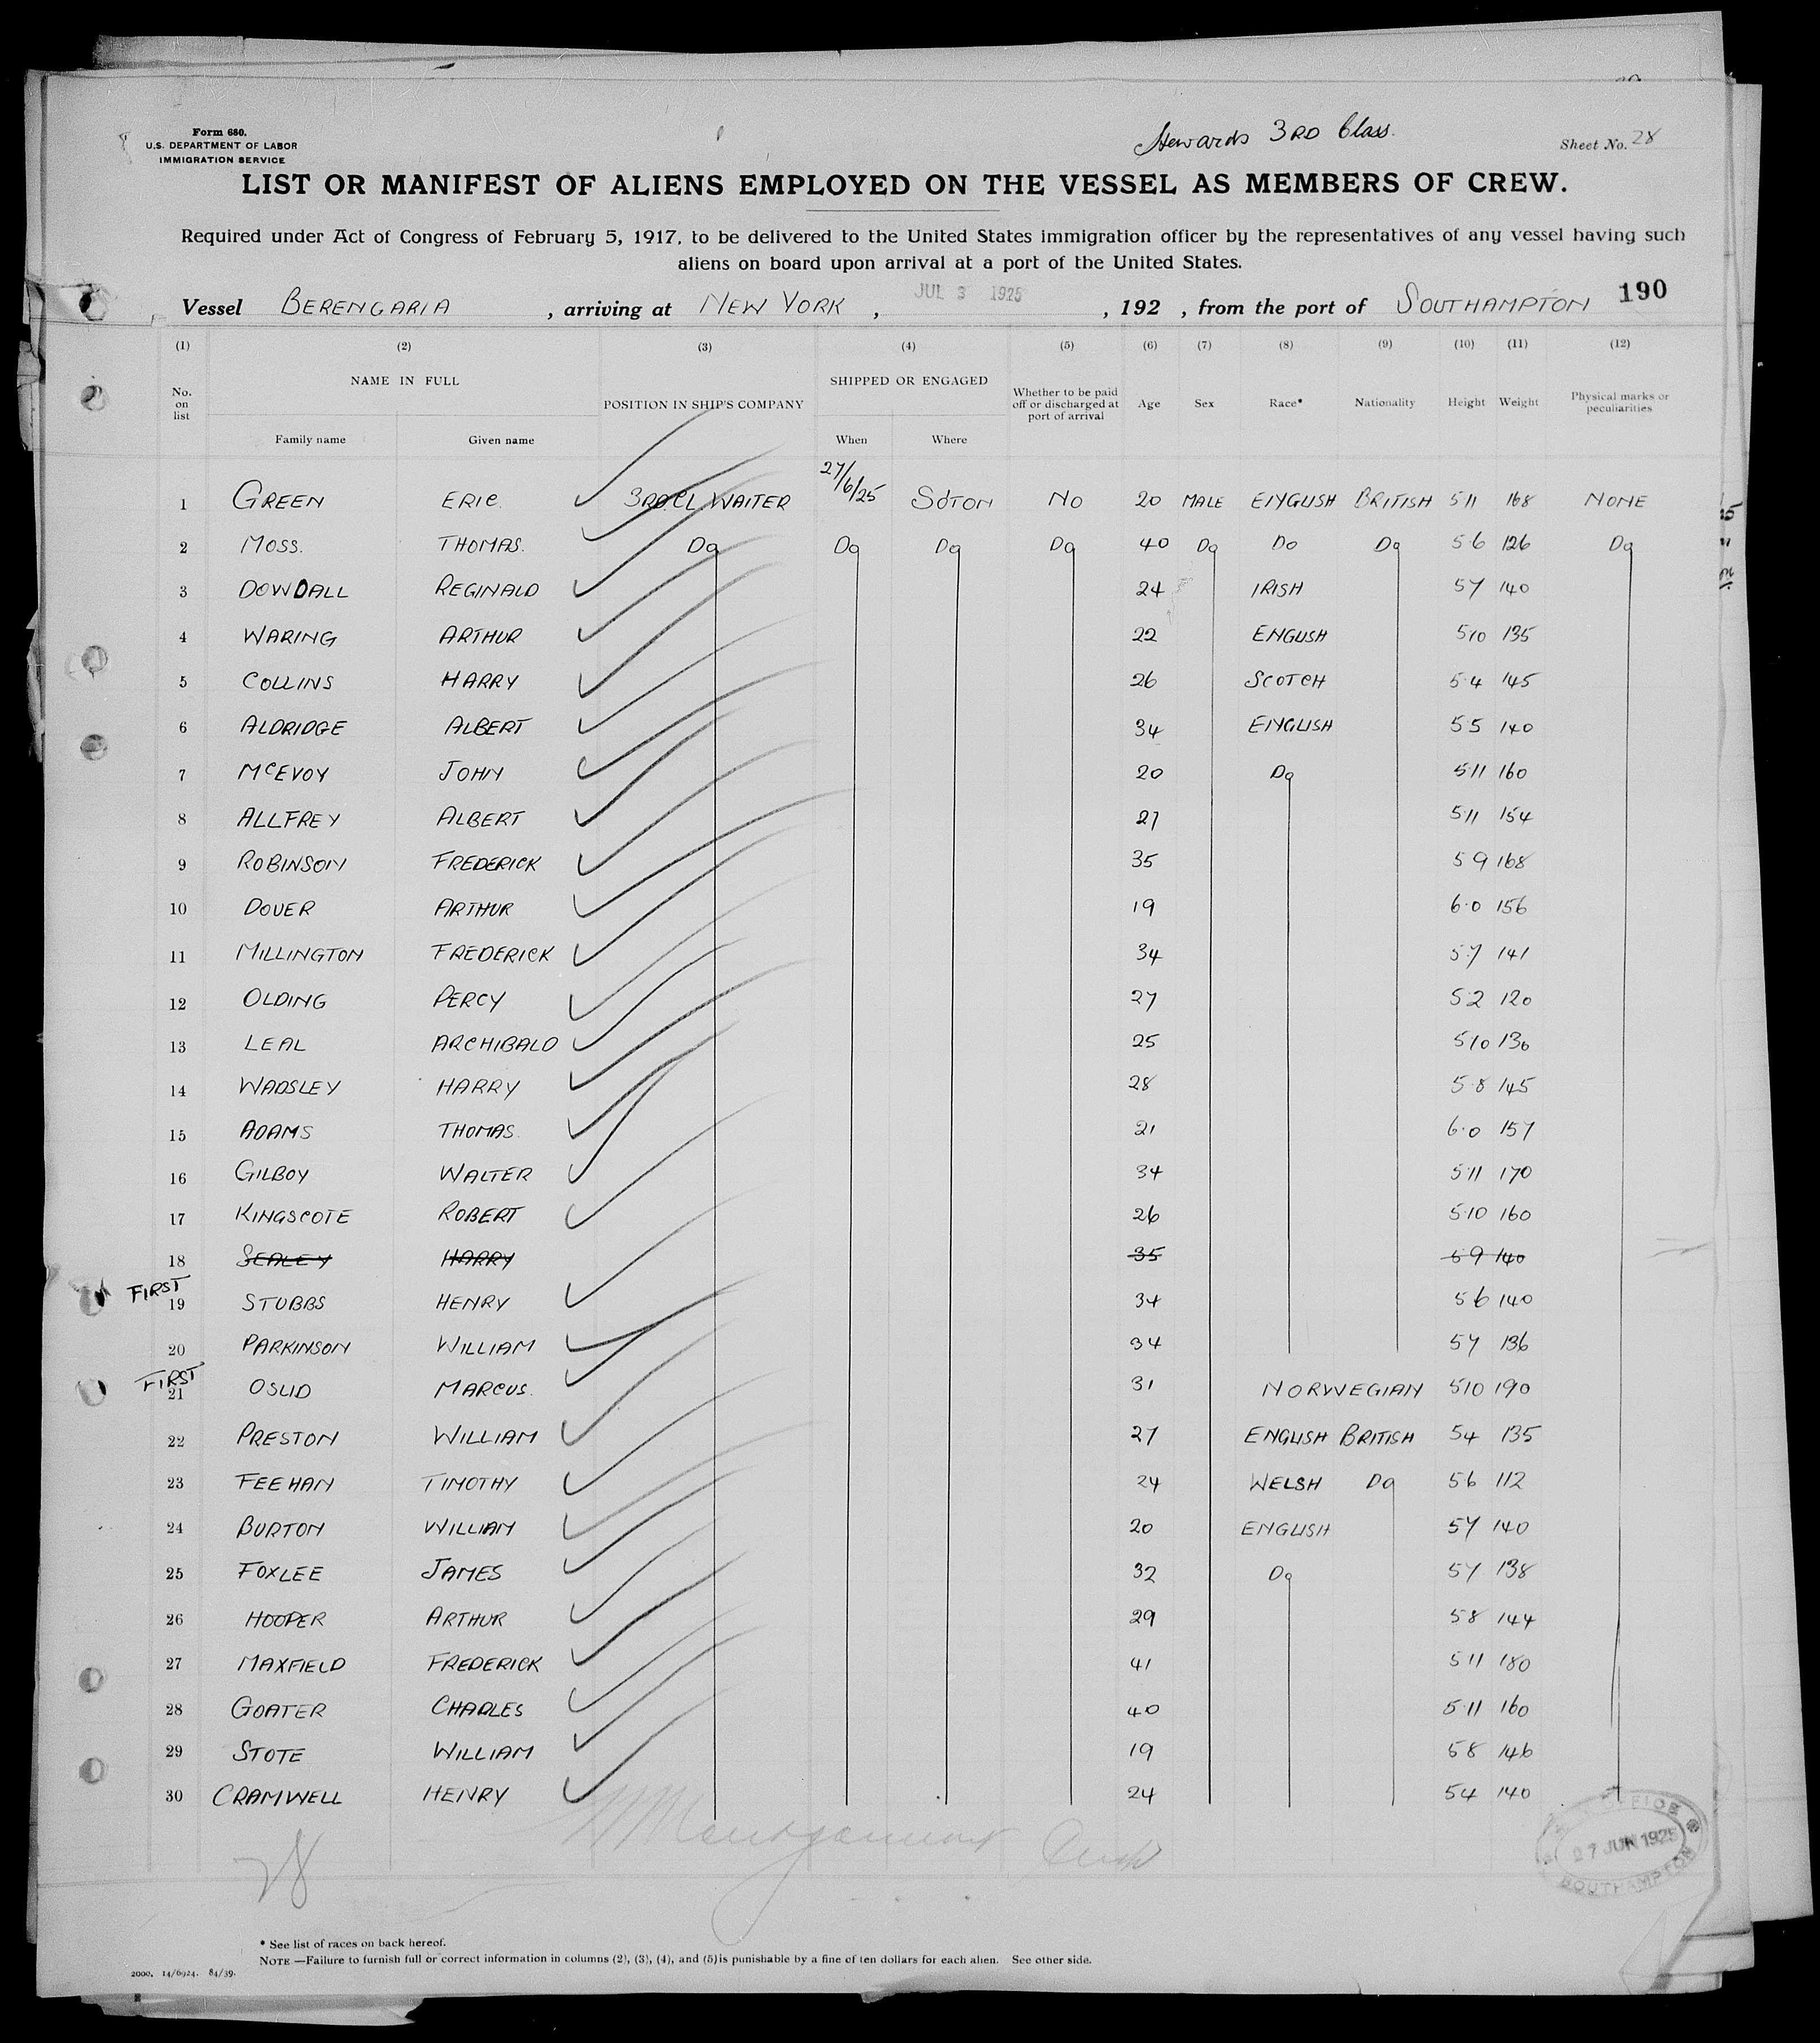 Form 680.
U.S. DEPARTMENT OF LABOR
IMMIGRATION SERVICE
Stewards 3RD Class.
Sheet No. 28
LIST OR MANIFEST OF ALIENS EMPLOYED ON THE VESSEL AS MEMBERS OF CREW.
Required under Act of Congress of February 5, 1917, to be delivered to the United States immigration officer by the representatives of any vessel having such
aliens on board upon arrival at a port of the United States.
Vessel BERENGARIA , arriving at NEW YORK , JUL 3 1925 , 192 , from the port of SOUTHAMPTON 190
(1) (2) (3) (4) (5) (6) (7) (8) (9) (10) (11) (12)
No. on list NAME IN FULL POSITION IN SHIP'S COMPANY SHIPPED OR ENGAGED Whether to be paid off or discharged at port of arrival Age Sex Race* Nationality Height Weight Physical marks or peculiarities
Family name Given name When Where
1 GREEN ERIC. 3RD CL. WAITER 27/6/25 S'OTON NO 20 MALE ENGLISH BRITISH 5 11 168 NONE
2 MOSS. THOMAS. Do Do Do Do 40 Do Do Do 5 6 126 Do
3 DOWDALL REGINALD 24 IRISH 5 7 140
4 WARING ARTHUR 22 ENGLISH 5 10 135
5 COLLINS HARRY 26 SCOTCH 5·4 145
6 ALDRIDGE ALBERT 34 ENGLISH 5 5 140
7 McEVOY JOHN 20 Do 5 11 160
8 ALLFREY ALBERT 27 5 11 154
9 ROBINSON FREDERICK 35 5 9 168
10 DOVER ARTHUR 19 6·0 156
11 MILLINGTON FREDERICK 34 5·7 141
12 OLDING PERCY 27 5 2 120
13 LEAL ARCHIBALD 25 5 10 130
14 WADSLEY HARRY 28 5·8 145
15 ADAMS THOMAS. 21 6·0 157
16 GILBOY WALTER 34 5 11 170
17 KINGSCOTE ROBERT 26 5·10 160
18 SEALEY HARRY 35 5 9 140
FIRST
19 STUBBS HENRY 34 5 6 140
20 PARKINSON WILLIAM 34 5 7 136
FIRST
21 OSLID MARCUS. 31 NORWEGIAN 5 10 190
22 PRESTON WILLIAM 27 ENGLISH BRITISH 5 4 135
23 FEEHAN TIMOTHY 24 WELSH Do 5·6 112
24 BURTON WILLIAM 20 ENGLISH 5 7 140
25 FOXLEE JAMES 32 Do 5 7 138
26 HOOPER ARTHUR 29 5 8 144
27 MAXFIELD FREDERICK 41 5 11 180
28 GOATER CHARLES 40 5·11 160
29 STOTE WILLIAM 19 5 8 146
30 CRAMWELL HENRY 24 5 4 140
28
27 JUN 1925
SOUTHAMPTON
* See list of races on back hereof.
NOTE —Failure to furnish full or correct information in columns (2), (3), (4), and (5) is punishable by a fine of ten dollars for each alien. See other side.
2000. 14/6924. 84/39.